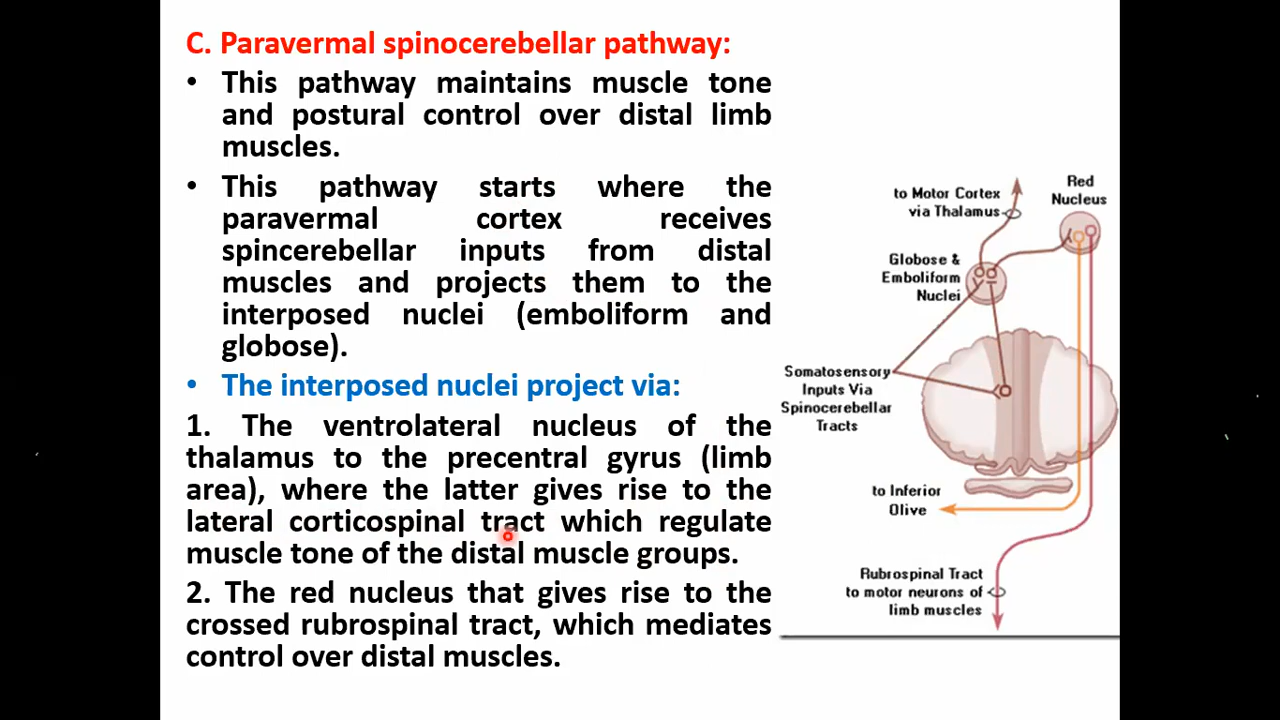 C. Paravermal spinocerebellar pathway:
• This pathway maintains muscle tone
and postural control over distal limb
muscles.
• This pathway starts where the
paravermal cortex receives
spincerebellar inputs from distal
muscles and projects them to the
interposed nuclei (emboliform and
globose).
• The interposed nuclei project via:
1. The ventrolateral nucleus of the
thalamus to the precentral gyrus (limb
area), where the latter gives rise to the
lateral corticospinal tract which regulate
muscle tone of the distal muscle groups.
2. The red nucleus that gives rise to the
crossed rubrospinal tract, which mediates
control over distal muscles.
to Motor Cortex
via Thalamus
Red
Nucleus
Globose &
Emboliform
Nuclei
Somatosensory
Inputs Via
Spinocerebellar
Tracts
to Inferior
Olive
Rubrospinal Tract
to motor neurons of
limb muscles